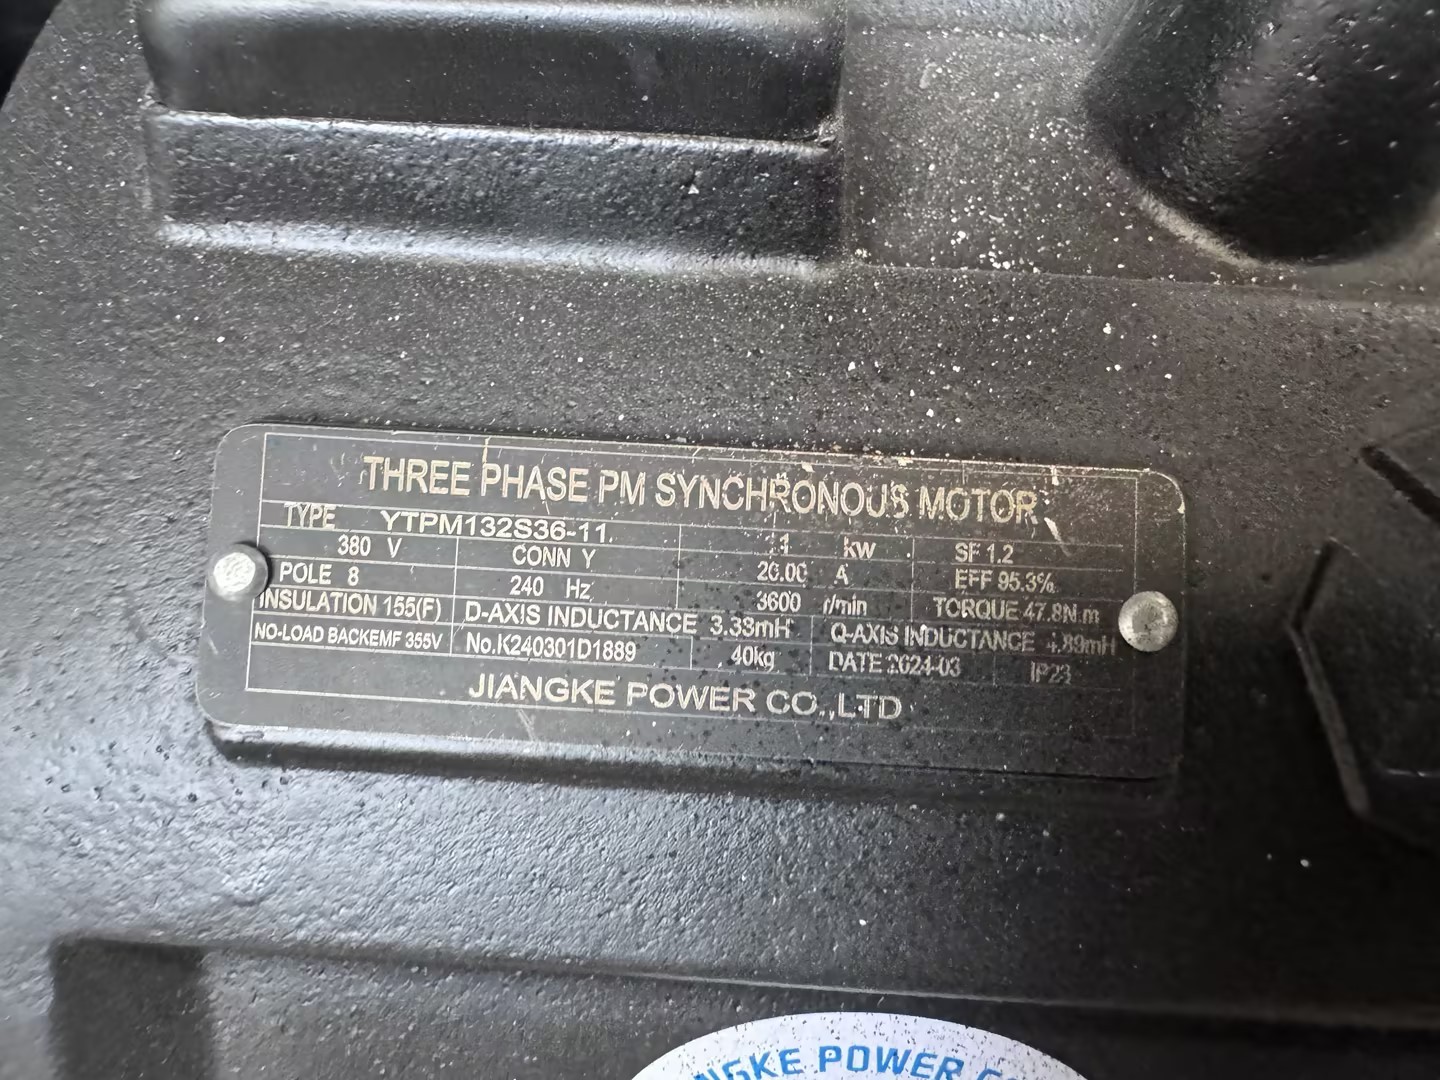 THREE PHASE PM SYNCHRONOUS MOTOR
TYPE YTPM132S36-11
380 V CONN Y kw SF 1.2
POLE 8 240 Hz 20.00 A EFF 95.3%
INSULATION 155(F) 3600 r/min TORQUE 47.8N.m
D-AXIS INDUCTANCE 3.33mH Q-AXIS INDUCTANCE 4.89mH
NO-LOAD BACKEMF 355V No.K240301D1889 40kg DATE 2024-03 IP23
JIANGKE POWER CO.,LTD
NGKE POWER